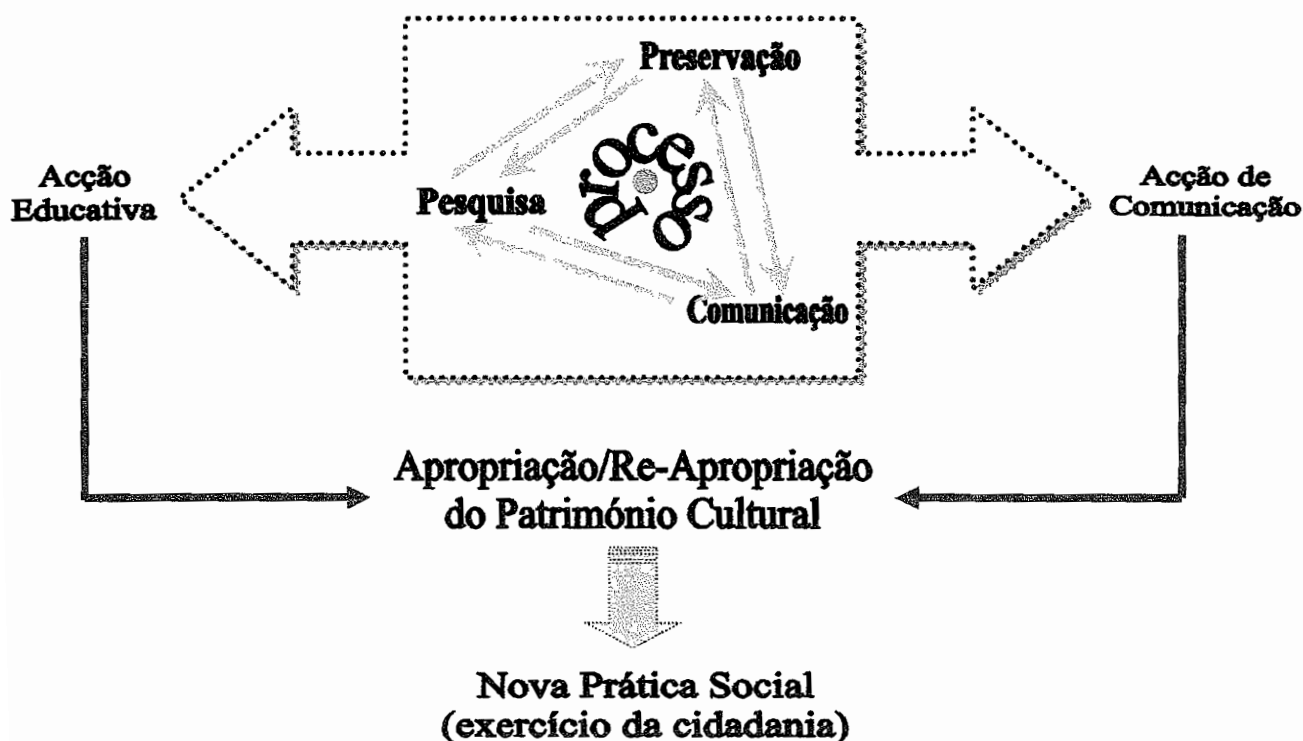 Preservação
Acção
Educativa
Pesquisa
processo
Acção de
Comunicação
Comunicação
Apropriação/Re-Apropriação
do Património Cultural
Nova Prática Social
(exercício da cidadania)